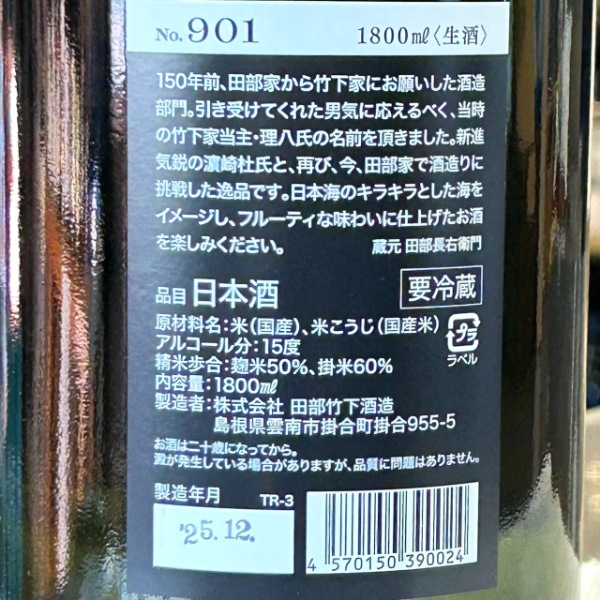 No. 901 1800㎖〈生酒〉
150年前、田部家から竹下家にお願いした酒造
部門。引き受けてくれた男気に応えるべく、当時
の竹下家当主・理八氏の名前を頂きました。新進
気鋭の濵崎杜氏と、再び、今、田部家で酒造りに
挑戦した逸品です。日本海のキラキラとした海を
イメージし、フルーティな味わいに仕上げたお酒
を楽しみください。 蔵元 田部長右衛門
品目 日本酒 要冷蔵
原材料名:米(国産)、米こうじ(国産米)
アルコール分:15度
精米歩合:麹米50%、掛米60%
内容量:1800㎖
プラ
ラベル
製造者:株式会社 田部竹下酒造
島根県雲南市掛合町掛合955-5
お酒は二十歳になってから。
澱が発生している場合がありますが、品質に問題はありません。
製造年月 TR-3
'25.12.
4 570150 390024